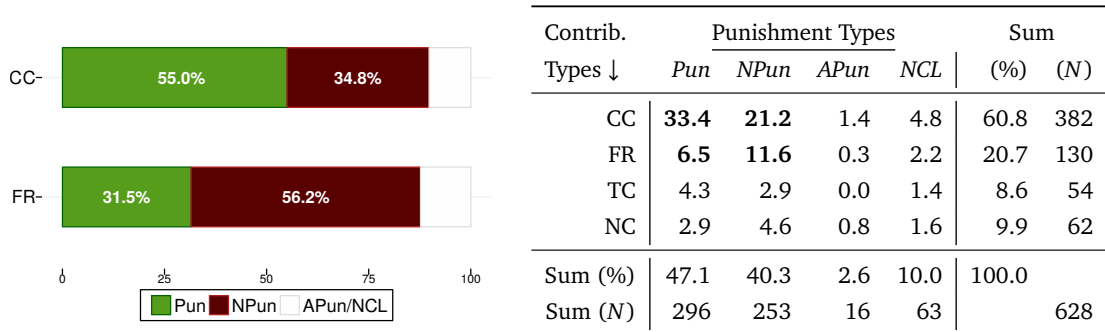 CC-
55.0%
34.8%
FR-
31.5%
56.2%
0 25 50 75 100
Pun NPun APun/NCL
Contrib. Punishment Types Sum
Types ↓ Pun NPun APun NCL (%) (N)
CC 33.4 21.2 1.4 4.8 60.8 382
FR 6.5 11.6 0.3 2.2 20.7 130
TC 4.3 2.9 0.0 1.4 8.6 54
NC 2.9 4.6 0.8 1.6 9.9 62
Sum (%) 47.1 40.3 2.6 10.0 100.0
Sum (N) 296 253 16 63 628